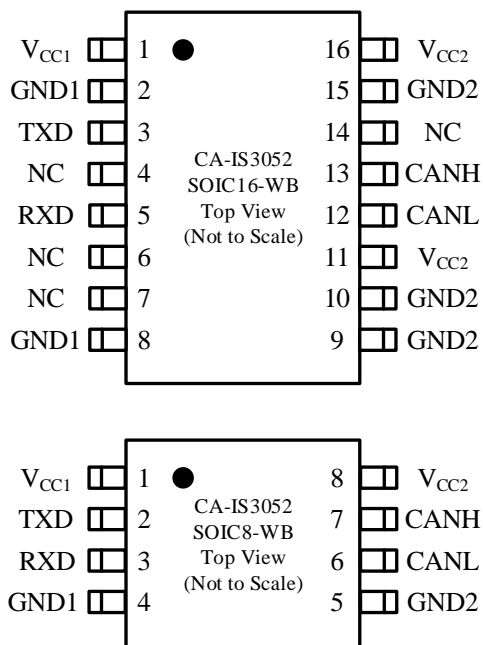 VCC1 1 16 VCC2
GND1 2 15 GND2
TXD 3 14 NC
NC 4 CA-IS3052 13 CANH
SOIC16-WB
RXD 5 Top View 12 CANL
(Not to Scale)
NC 6 11 VCC2
NC 7 10 GND2
GND1 8 9 GND2
VCC1 1 8 VCC2
CA-IS3052
TXD 2 SOIC8-WB 7 CANH
RXD 3 Top View 6 CANL
(Not to Scale)
GND1 4 5 GND2